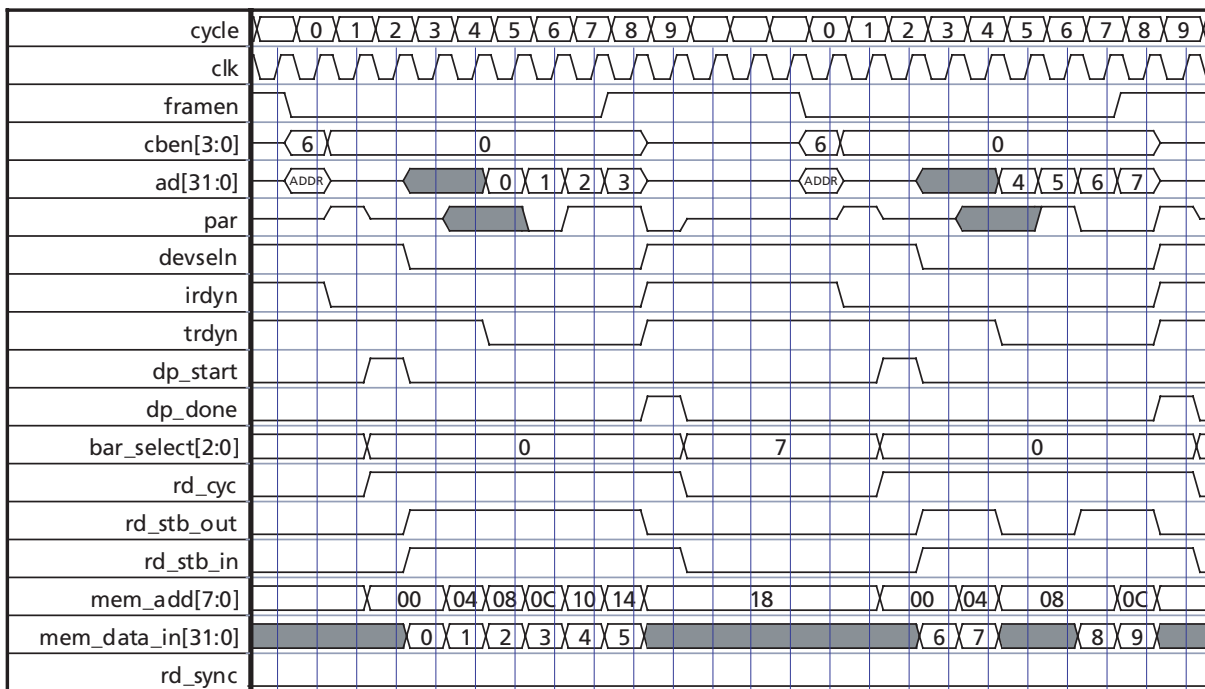 cycle 0 1 2 3 4 5 6 7 8 9 0 1 2 3 4 5 6 7 8 9
clk
framen
cben[3:0] 6 0 6 0
ad[31:0] ADDR 0 1 2 3 ADDR 4 5 6 7
par
devseln
irdyn
trdyn
dp_start
dp_done
bar_select[2:0] 0 7 0
rd_cyc
rd_stb_out
rd_stb_in
mem_add[7:0] 00 04 08 0C 10 14 18 00 04 08 0C
mem_data_in[31:0] 0 1 2 3 4 5 6 7 8 9
rd_sync